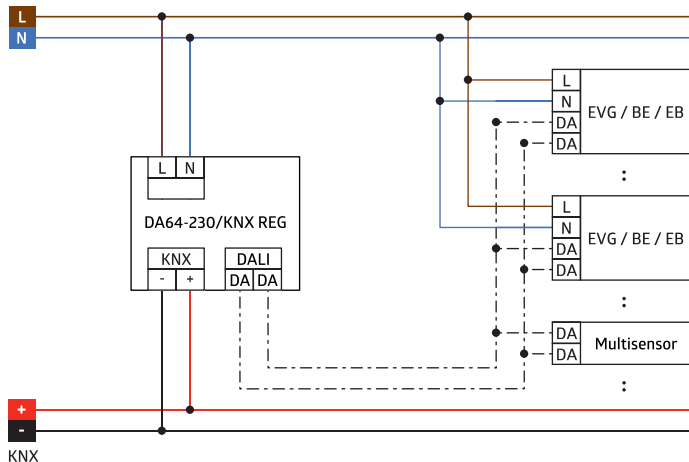 L
N
L
N
EVG / BE / EB
DA
DA
:
L N
DA64-230/KNX REG
KNX DALI
- + DA DA
L
N
EVG / BE / EB
DA
DA
:
DA
Multisensor
DA
:
+
-
KNX